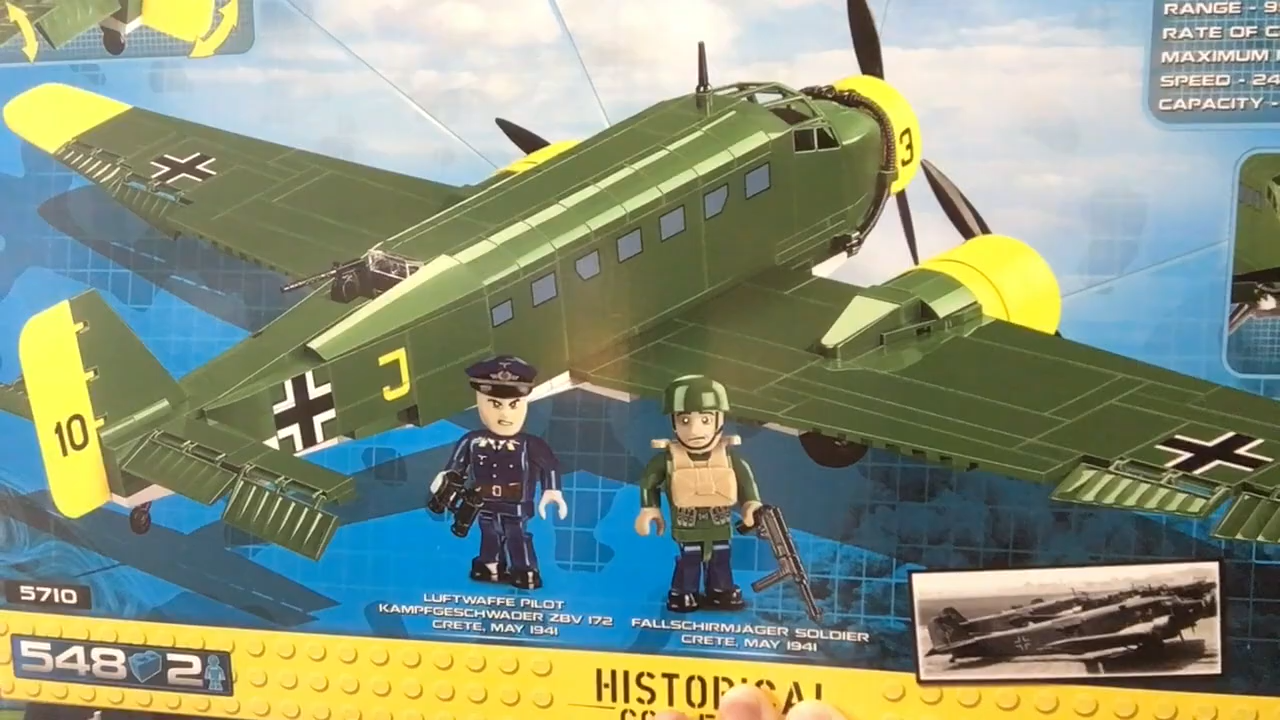 RANGE - 9
RATE OF C
MAXIMUM
SPEED - 24
CAPACITY -
3
J
10
5710
LUFTWAFFE PILOT
KAMPFGESCHWADER ZBV 172
CRETE, MAY 1941
FALLSCHIRMJÄGER SOLDIER
CRETE, MAY 1941
548 2
HISTORICAL